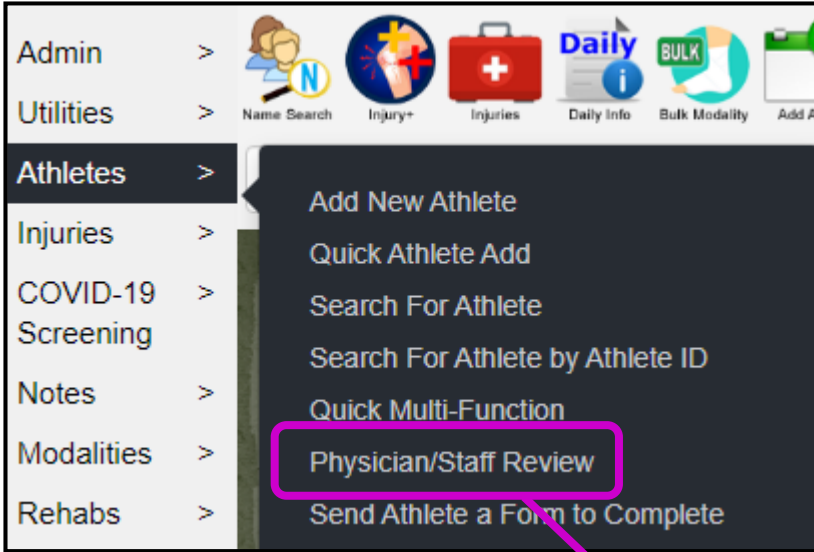 Admin >
Utilities >
Athletes >
Injuries >
COVID-19 >
Screening
Notes >
Modalities >
Rehabs >
N
Name Search
Injury+
Injuries
Daily
i
Daily Info
BULK
Bulk Modality
Add
Add New Athlete
Quick Athlete Add
Search For Athlete
Search For Athlete by Athlete ID
Quick Multi-Function
Physician/Staff Review
Send Athlete a Form to Complete